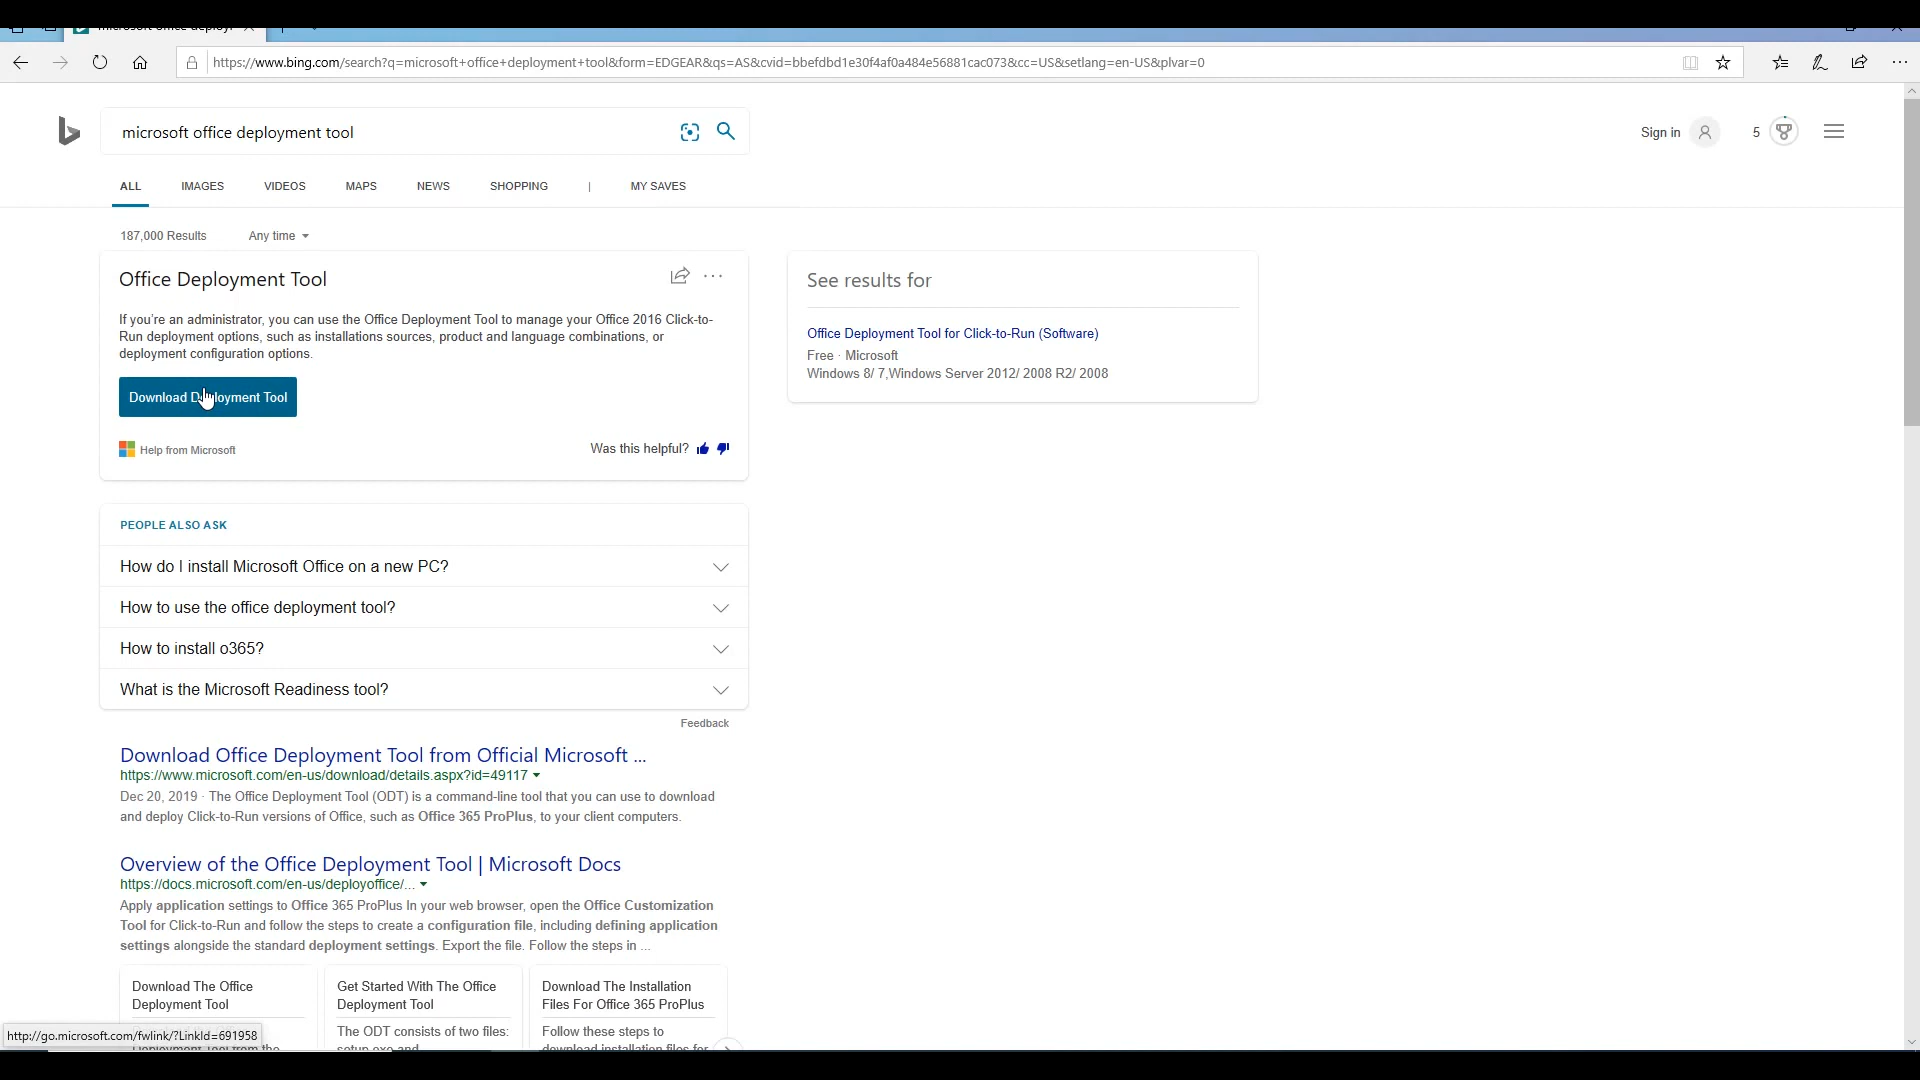 microsoft office deploy
https://www.bing.com/search?q=microsoft+office+deployment+tool&form=EDGEAR&qs=AS&cvid=bbefdbd1e30f4af0a484e56881cac073&cc=US&setlang=en-US&plvar=0
microsoft office deployment tool
Sign in
5
ALL IMAGES VIDEOS MAPS NEWS SHOPPING | MY SAVES
187,000 Results Any time
Office Deployment Tool
If you're an administrator, you can use the Office Deployment Tool to manage your Office 2016 Click-to-
Run deployment options, such as installations sources, product and language combinations, or
deployment configuration options.
Download Deployment Tool
Help from Microsoft
Was this helpful?
See results for
Office Deployment Tool for Click-to-Run (Software)
Free · Microsoft
Windows 8/ 7,Windows Server 2012/ 2008 R2/ 2008
PEOPLE ALSO ASK
How do I install Microsoft Office on a new PC?
How to use the office deployment tool?
How to install o365?
What is the Microsoft Readiness tool?
Feedback
Download Office Deployment Tool from Official Microsoft ...
https://www.microsoft.com/en-us/download/details.aspx?id=49117
Dec 20, 2019 · The Office Deployment Tool (ODT) is a command-line tool that you can use to download
and deploy Click-to-Run versions of Office, such as Office 365 ProPlus, to your client computers.
Overview of the Office Deployment Tool | Microsoft Docs
https://docs.microsoft.com/en-us/deployoffice/...
Apply application settings to Office 365 ProPlus In your web browser, open the Office Customization
Tool for Click-to-Run and follow the steps to create a configuration file, including defining application
settings alongside the standard deployment settings. Export the file. Follow the steps in ...
Download The Office
Deployment Tool
Get Started With The Office
Deployment Tool
The ODT consists of two files:
setup.exe and
Download The Installation
Files For Office 365 ProPlus
Follow these steps to
download installation files for
http://go.microsoft.com/fwlink/?LinkId=691958
Deployment Tool from the